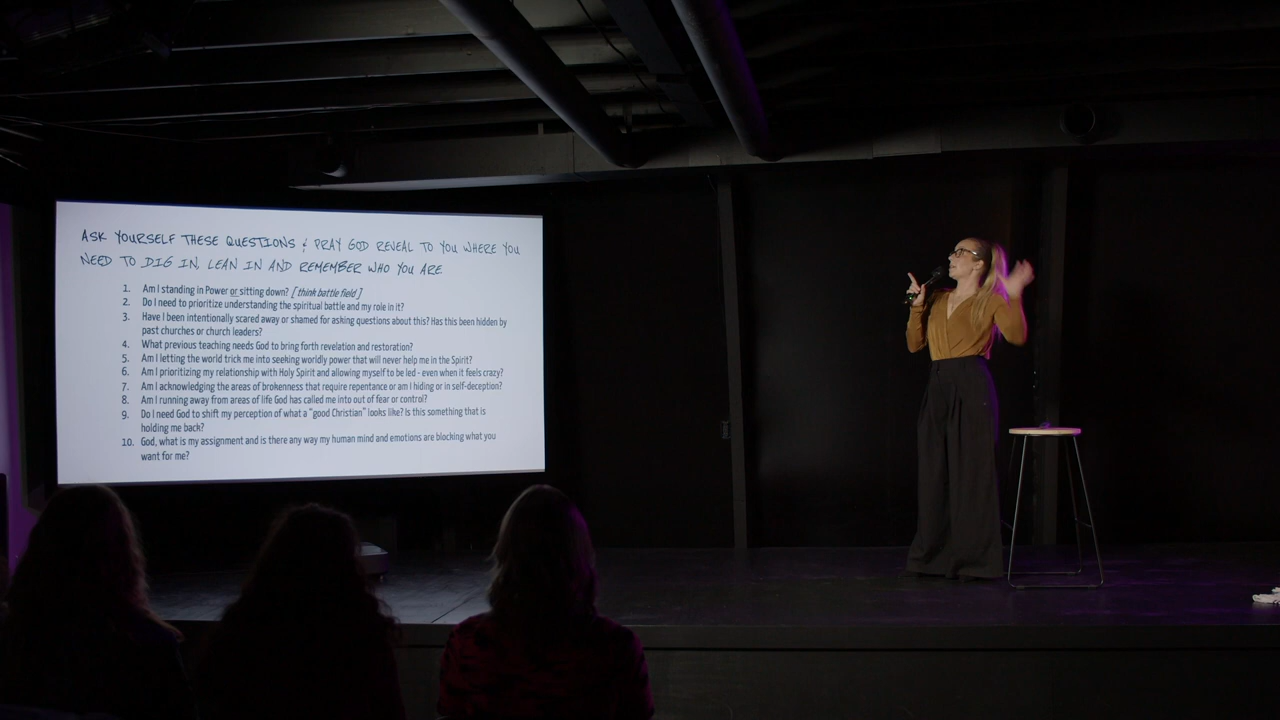 ASK YOURSELF THESE QUESTIONS & PRAY GOD REVEAL TO YOU WHERE YOU
NEED TO DIG IN, LEAN IN AND REMEMBER WHO YOU ARE
1. Am I standing in Power or sitting down? [think battle field]
2. Do I need to prioritize understanding the spiritual battle and my role in it?
3. Have I been intentionally scared away or shamed for asking questions about this? Has this been hidden by
past churches or church leaders?
4. What previous teaching needs God to bring forth revelation and restoration?
5. Am I letting the world trick me into seeking worldly power that will never help me in the Spirit?
6. Am I prioritizing my relationship with Holy Spirit and allowing myself to be led - even when it feels crazy?
7. Am I acknowledging the areas of brokenness that require repentance or am I hiding or in self-deception?
8. Am I running away from areas of life God has called me into out of fear or control?
9. Do I need God to shift my perception of what a "good Christian" looks like? Is this something that is
holding me back?
10. God, what is my assignment and is there any way my human mind and emotions are blocking what you
want for me?